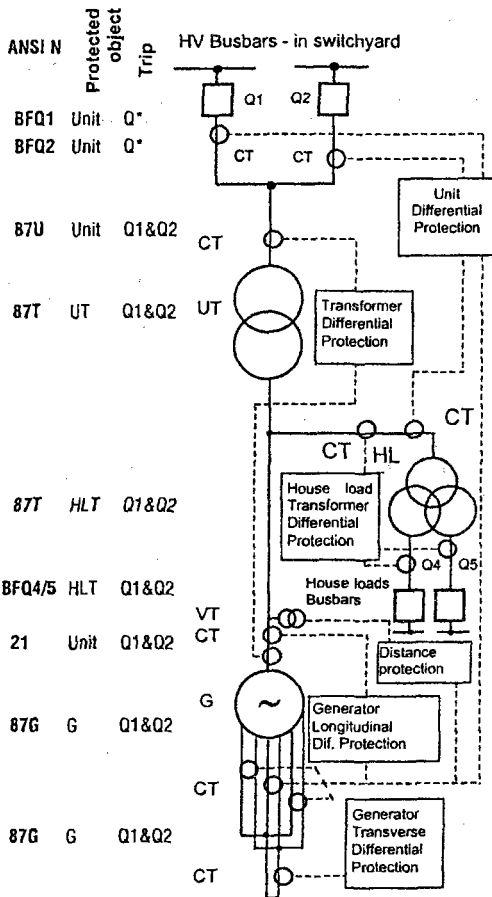 ANSI N Protected object Trip
HV Busbars - in switchyard
Q1 Q2
BFQ1 Unit Q*
BFQ2 Unit Q*
CT CT
Unit
Differential
Protection
87U Unit Q1&Q2
CT
87T UT Q1&Q2
UT
Transformer
Differential
Protection
CT
CT HL
87T HLT Q1&Q2
House load
Transformer
Differential
Protection
Q4 Q5
BFQ4/5 HLT Q1&Q2
House loads
Busbars
VT
CT
21 Unit Q1&Q2
Distance
protection
87G G Q1&Q2
G
~
Generator
Longitudinal
Dif. Protection
CT
87G G Q1&Q2
Generator
Transverse
Differential
Protection
CT